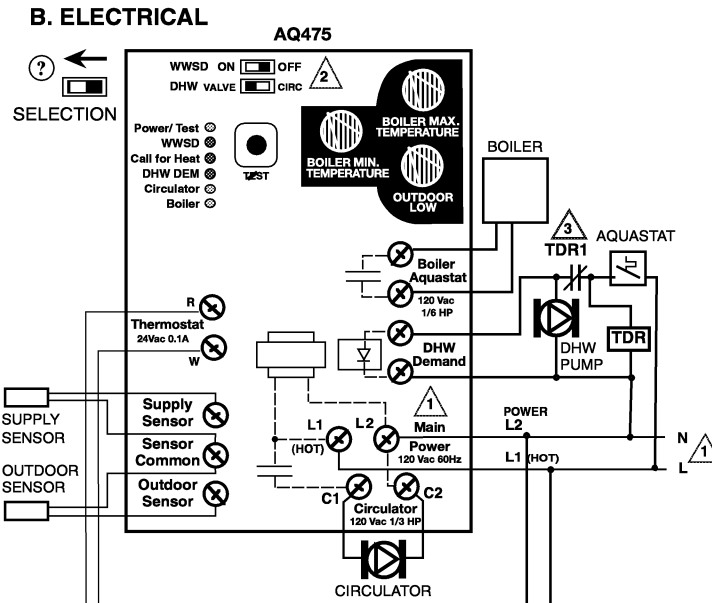 B. ELECTRICAL
AQ475
?
SELECTION
WWSD ON OFF
DHW VALVE CIRC
2
Power/ Test
WWSD
Call for Heat
DHW DEM
Circulator
Boiler
TEST
BOILER MAX.
TEMPERATURE
BOILER MIN.
TEMPERATURE
OUTDOOR
LOW
BOILER
Boiler
Aquastat
120 Vac
1/6 HP
3
TDR1
AQUASTAT
R
Thermostat
24Vac 0.1A
W
DHW
Demand
DHW
PUMP
TDR
SUPPLY
SENSOR
OUTDOOR
SENSOR
Supply
Sensor
Sensor
Common
Outdoor
Sensor
L1
(HOT)
L2
1
Main
Power
120 Vac 60Hz
POWER
L2
L1 (HOT)
N
L
1
C1
C2
Circulator
120 Vac 1/3 HP
CIRCULATOR